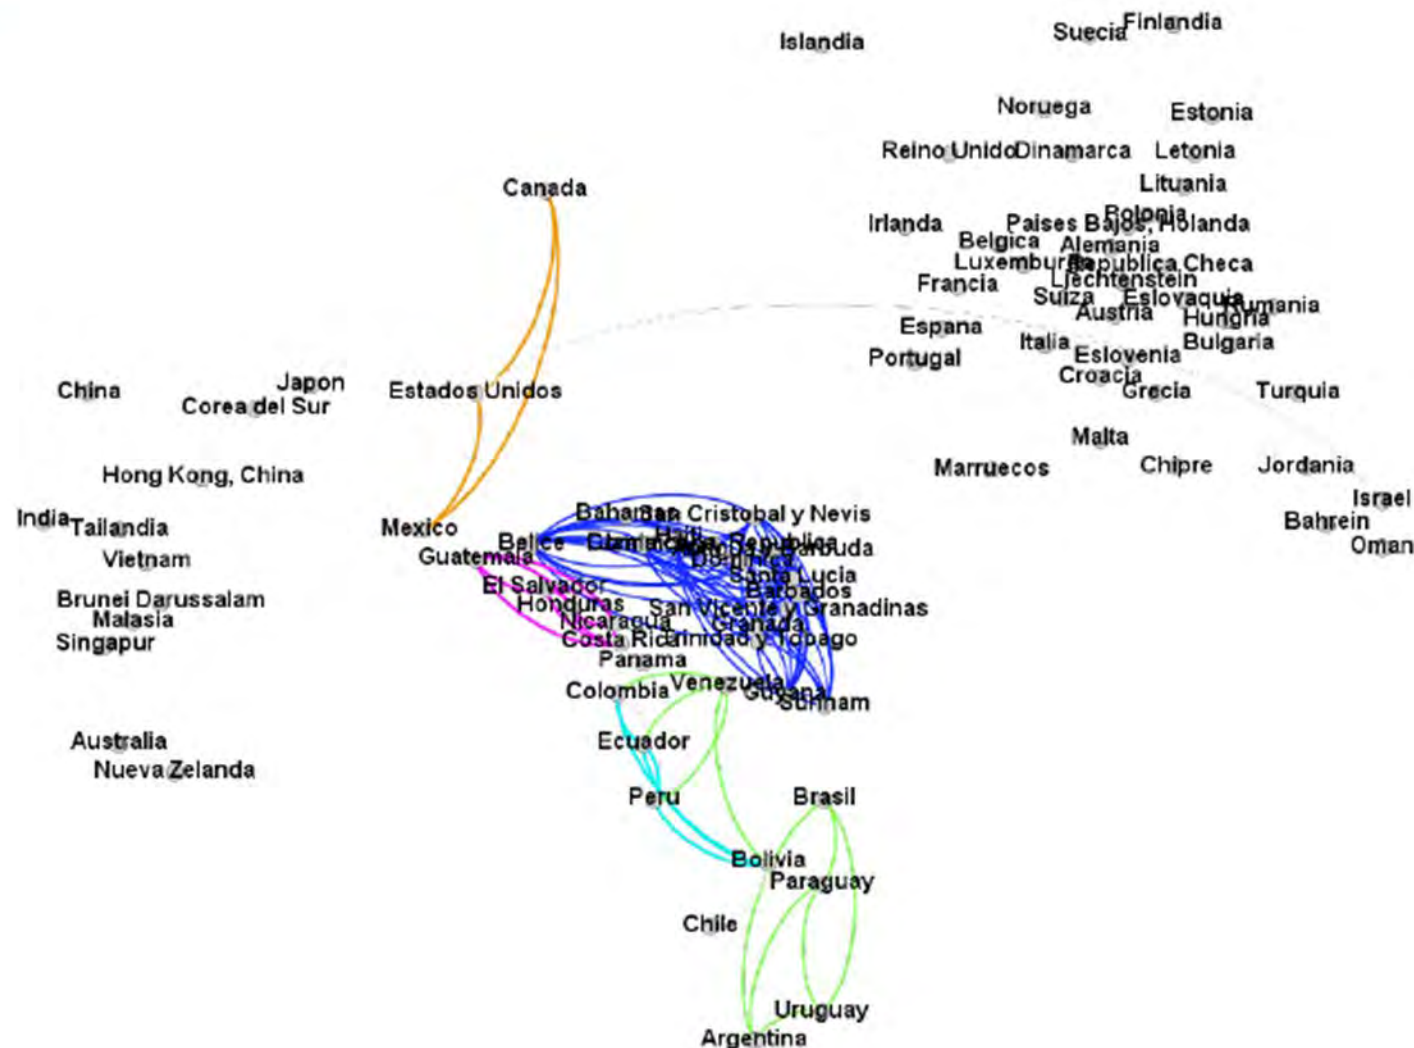 Islandia
Suecia
Finlandia
Noruega
Estonia
Reino Unido
Dinamarca
Letonia
Lituania
Canada
Polonia
Irlanda
Paises Bajos, Holanda
Belgica
Alemania
Luxemburgo
Republica Checa
Francia
Liechtenstein
Suiza
Eslovaquia
Rumania
Austria
Hungria
Espana
Italia
Bulgaria
Portugal
Eslovenia
Croacia
Japon
China
Estados Unidos
Grecia
Turquia
Corea del Sur
Malta
Hong Kong, China
Marruecos
Chipre
Jordania
Israel
India
Tailandia
Mexico
Bahamas
San Cristobal y Nevis
Bahrein
Belice
Haiti
Republica
Antigua y Barbuda
Oman
Vietnam
Guatemala
Dominica
El Salvador
Santa Lucia
Barbados
Brunei Darussalam
Honduras
San Vicente y Granadinas
Malasia
Nicaragua
Granada
Singapur
Costa Rica
Trinidad y Tobago
Panama
Colombia
Venezuela
Guyana
Surinam
Australia
Ecuador
Nueva Zelanda
Peru
Brasil
Bolivia
Paraguay
Chile
Uruguay
Argentina